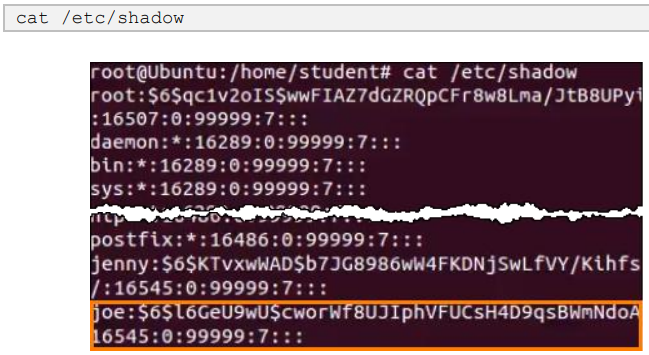 cat /etc/shadow
root@Ubuntu:/home/student# cat /etc/shadow
root:$6$qc1v2oIS$wwFIAZ7dGZRQpCFr8w8Lma/JtB8UPyi
:16507:0:99999:7:::
daemon:*:16289:0:99999:7:::
bin:*:16289:0:99999:7:::
sys:*:16289:0:99999:7:::
postfix:*:16486:0:99999:7:::
jenny:$6$KTvxwWAD$b7JG8986wW4FKDNjSwLfVY/Kihfs
/:16545:0:99999:7:::
joe:$6$l6GeU9wU$cworWf8UJIphVFUCsH4D9qsBWmNdoA
16545:0:99999:7:::